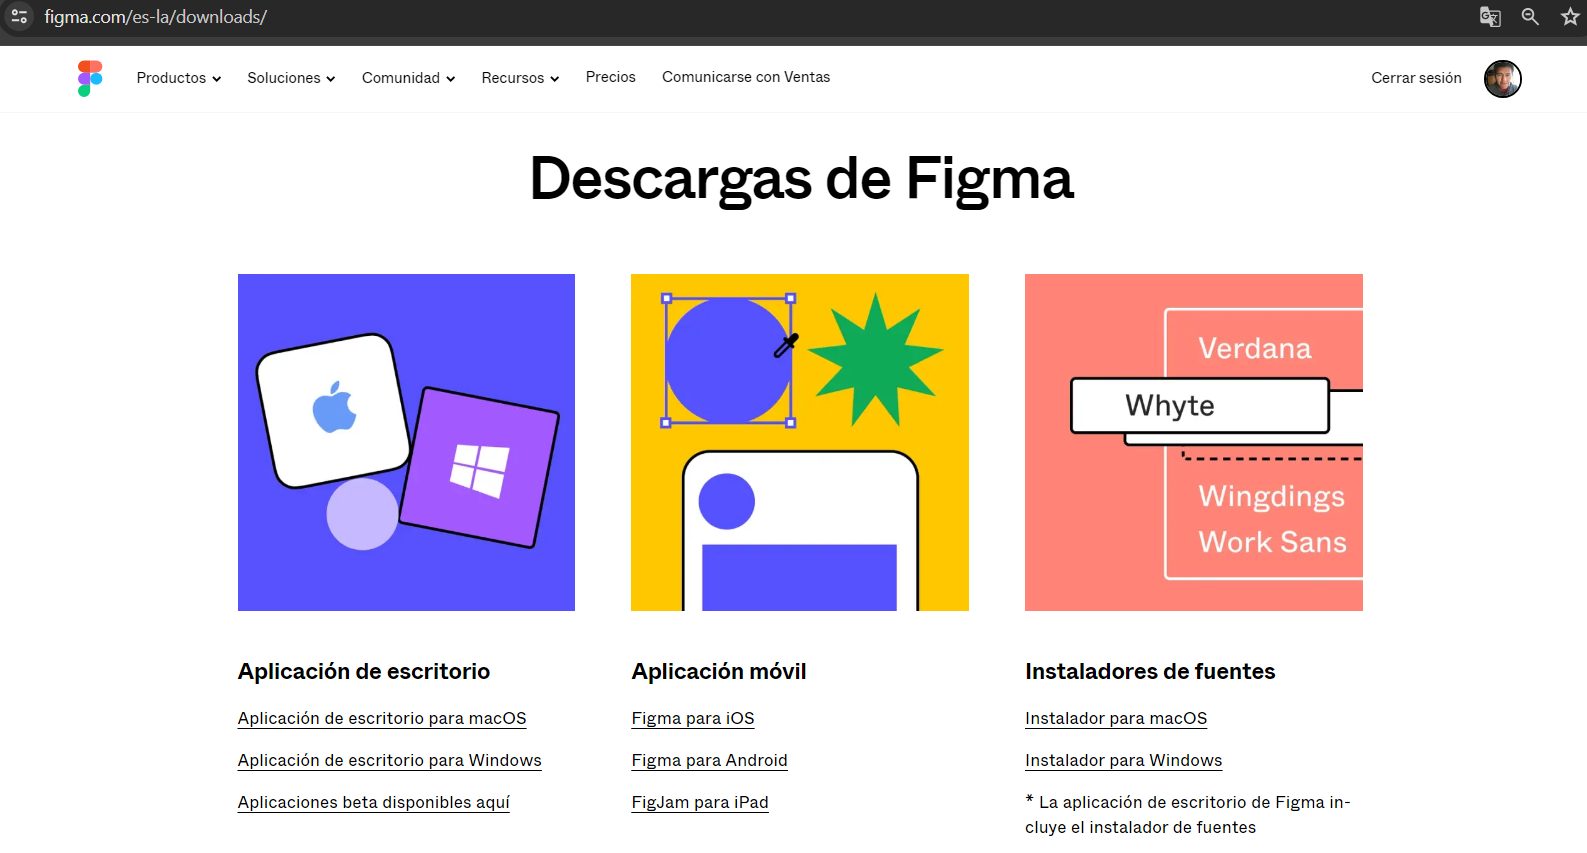 figma.com/es-la/downloads/
Productos Soluciones Comunidad Recursos Precios Comunicarse con Ventas Cerrar sesión
Descargas de Figma
Verdana
Whyte
Wingdings
Work Sans
Aplicación de escritorio
Aplicación de escritorio para macOS
Aplicación de escritorio para Windows
Aplicaciones beta disponibles aquí
Aplicación móvil
Figma para iOS
Figma para Android
FigJam para iPad
Instaladores de fuentes
Instalador para macOS
Instalador para Windows
* La aplicación de escritorio de Figma in-
cluye el instalador de fuentes